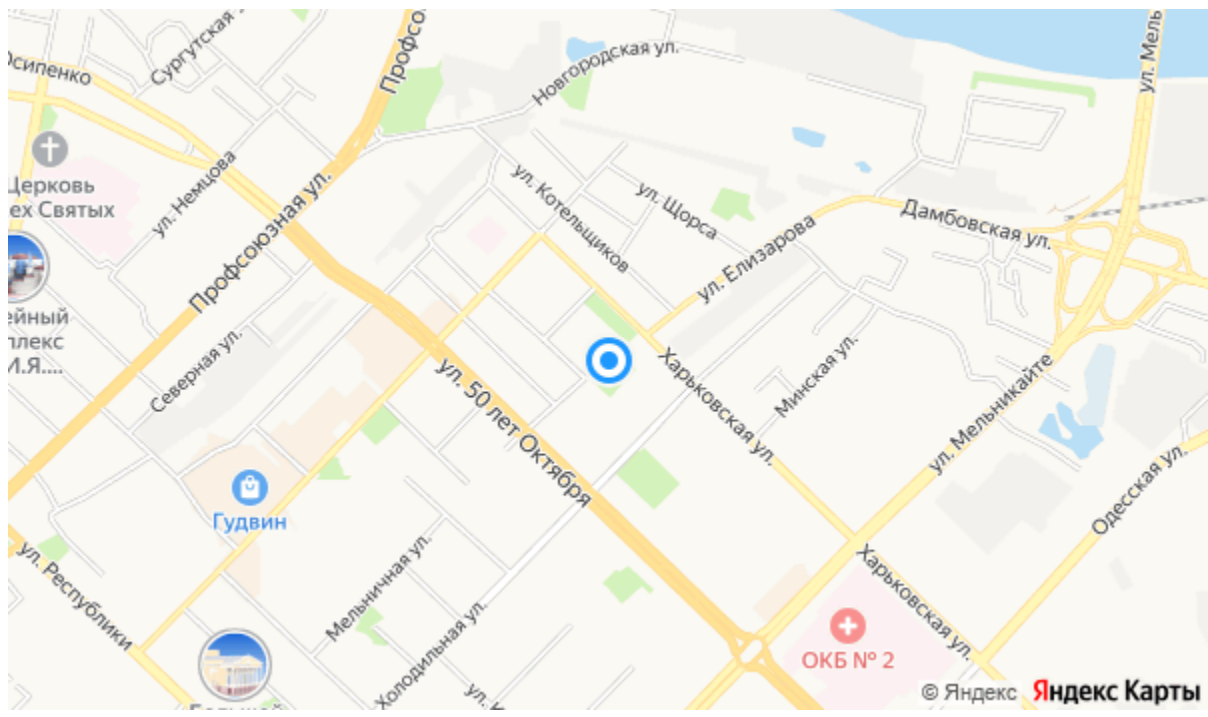 ул. Мель
Сургутская
Осипенко
Профсо
Новгородская ул.
Церковь
ех Святых
ул. Немцова
Профсоюзная ул.
ул. Котельщиков
ул. Щорса
ул. Елизарова
Дамбовская ул.
ейный
плекс
И.Я....
Северная ул.
ул. 50 лет Октября
Харьковская ул.
Минская ул.
ул. Мельникайте
Одесская ул.
Гудвин
ул. Республики
Мельничная ул.
Холодильная ул.
Харьковская ул.
ОКБ № 2
© Яндекс Яндекс Карты